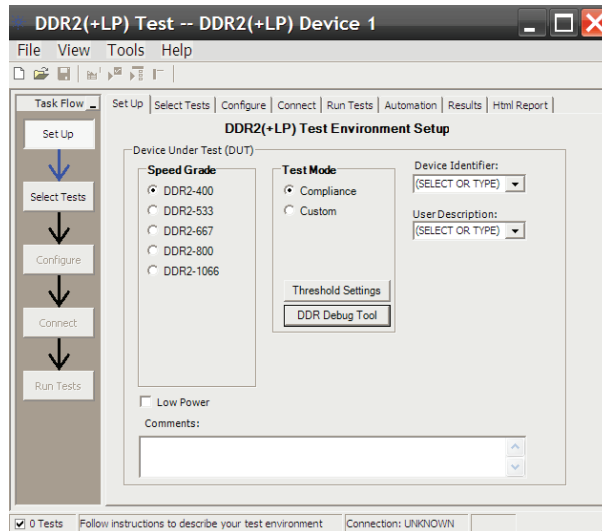 DDR2(+LP) Test -- DDR2(+LP) Device 1
File View Tools Help
Task Flow
Set Up
Select Tests
Configure
Connect
Run Tests
Set Up Select Tests Configure Connect Run Tests Automation Results Html Report
DDR2(+LP) Test Environment Setup
Device Under Test (DUT)
Speed Grade
DDR2-400
DDR2-533
DDR2-667
DDR2-800
DDR2-1066
Test Mode
Compliance
Custom
Threshold Settings
DDR Debug Tool
Device Identifier:
(SELECT OR TYPE)
User Description:
(SELECT OR TYPE)
Low Power
Comments:
0 Tests Follow instructions to describe your test environment Connection: UNKNOWN